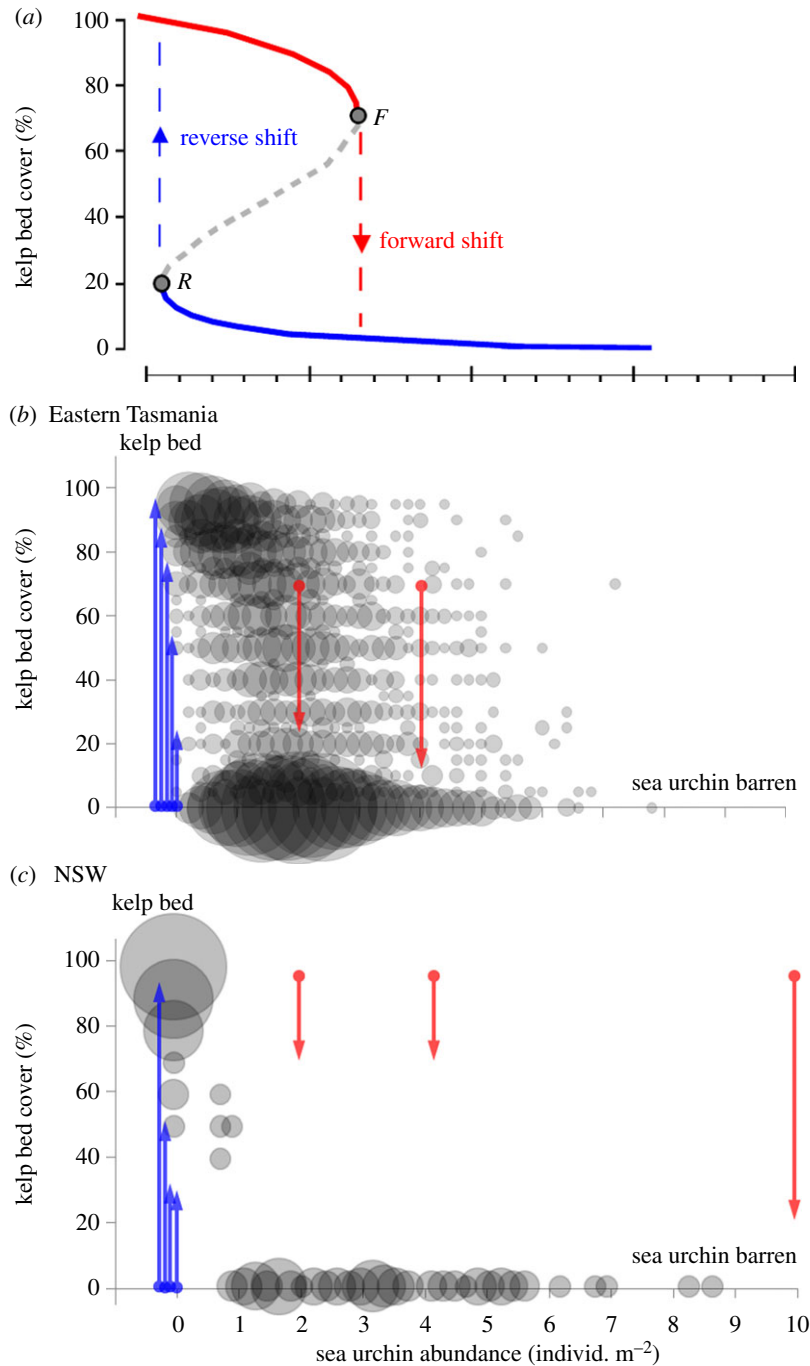 (a)
100
80
60
40
20
0
kelp bed cover (%)
F
reverse shift
forward shift
R
(b) Eastern Tasmania
kelp bed
100
80
60
40
20
0
kelp bed cover (%)
sea urchin barren
(c) NSW
kelp bed
100
80
60
40
20
0
kelp bed cover (%)
sea urchin barren
0 1 2 3 4 5 6 7 8 9 10
sea urchin abundance (individ. m⁻²)